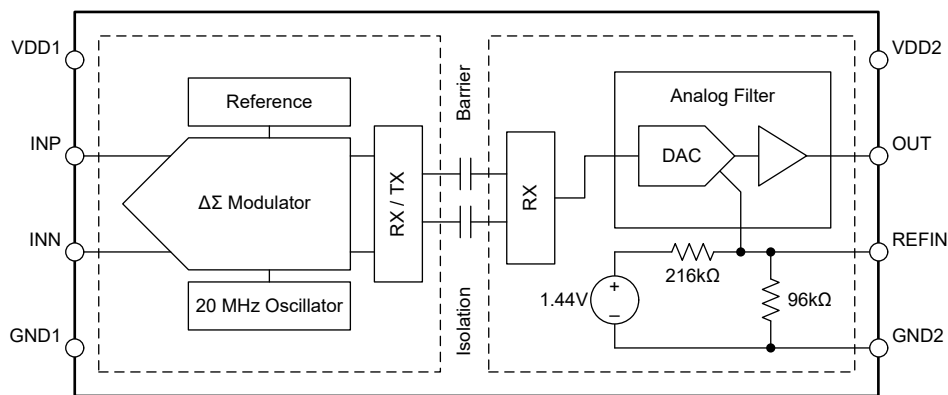 VDD1
VDD2
Reference
Barrier
Analog Filter
INP
OUT
DAC
ΔΣ Modulator
RX / TX
RX
INN
REFIN
216kΩ
20 MHz Oscillator
Isolation
1.44V
+
–
96kΩ
GND1
GND2